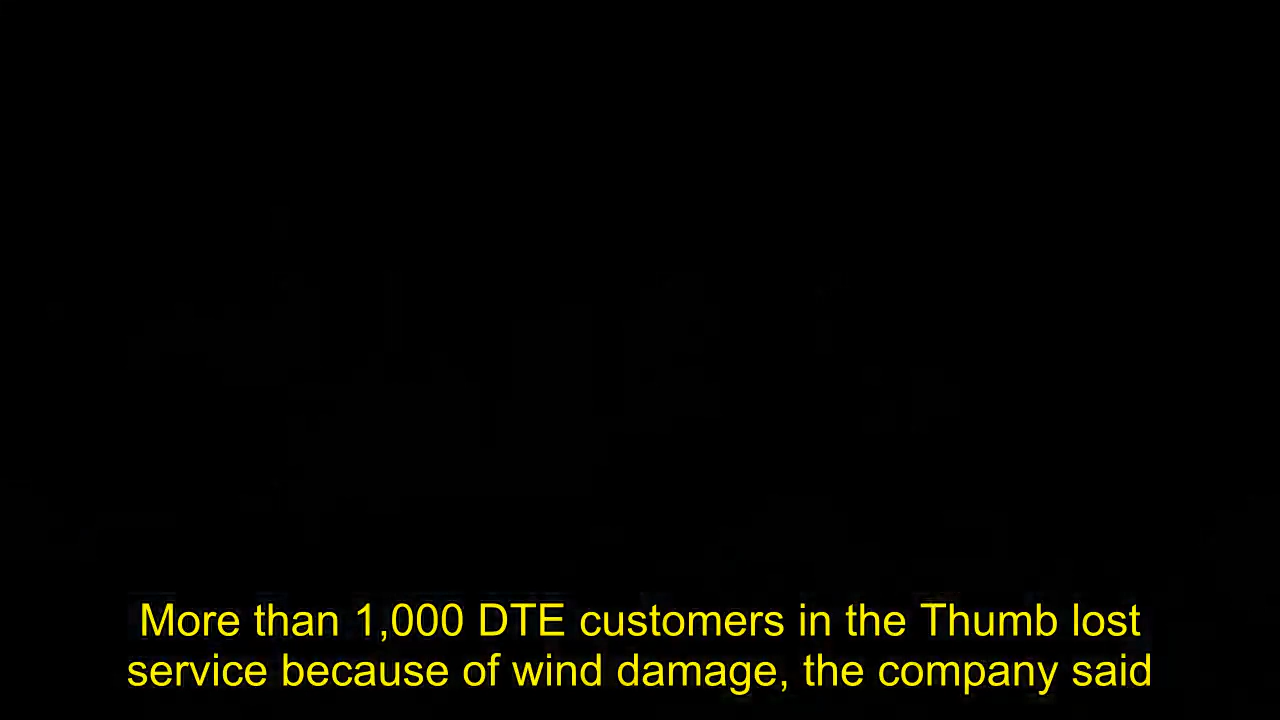 More than 1,000 DTE customers in the Thumb lost
service because of wind damage, the company said